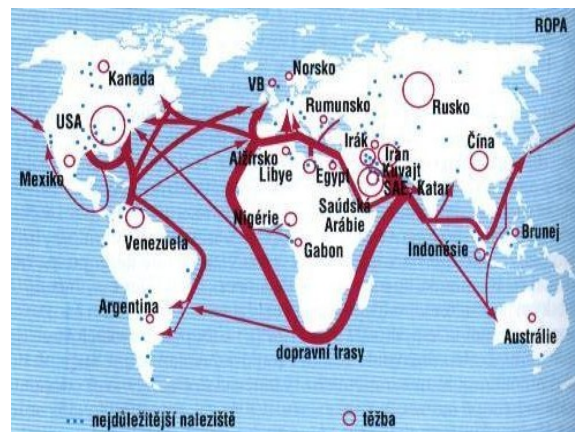 ROPA
Kanada
USA
Mexiko
Venezuela
Argentina
VB
Norsko
Rumunsko
Rusko
Alžírsko
Libye
Egypt
Irák
Írán
Kuvajt
SAE
Katar
Saúdská
Arábie
Čína
Nigérie
Gabon
Indonésie
Brunej
Austrálie
dopravní trasy
nejdůležitější naleziště
těžba